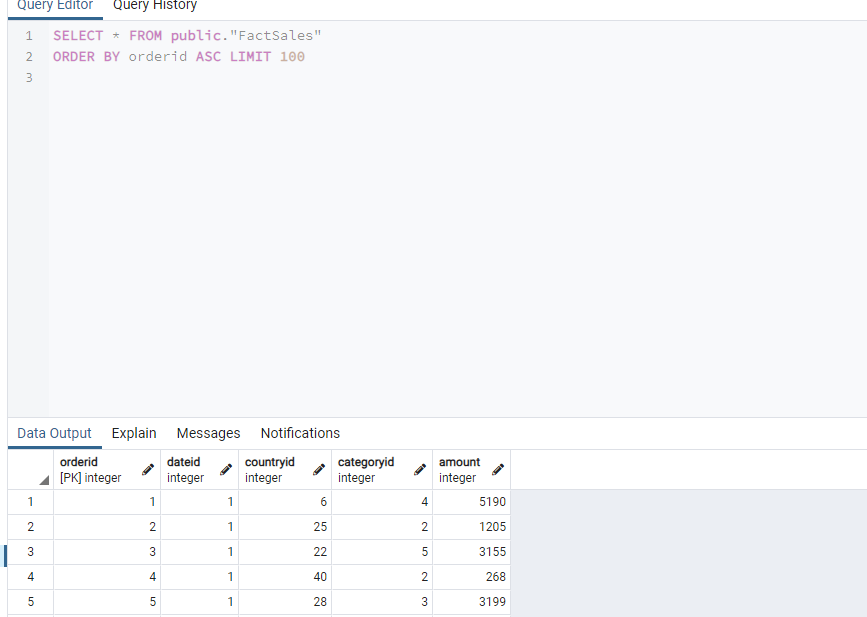 Query Editor Query History
1 SELECT * FROM public."FactSales"
2 ORDER BY orderid ASC LIMIT 100
3
Data Output Explain Messages Notifications
orderid dateid countryid categoryid amount
[PK] integer integer integer integer integer
1 1 1 6 4 5190
2 2 1 25 2 1205
3 3 1 22 5 3155
4 4 1 40 2 268
5 5 1 28 3 3199